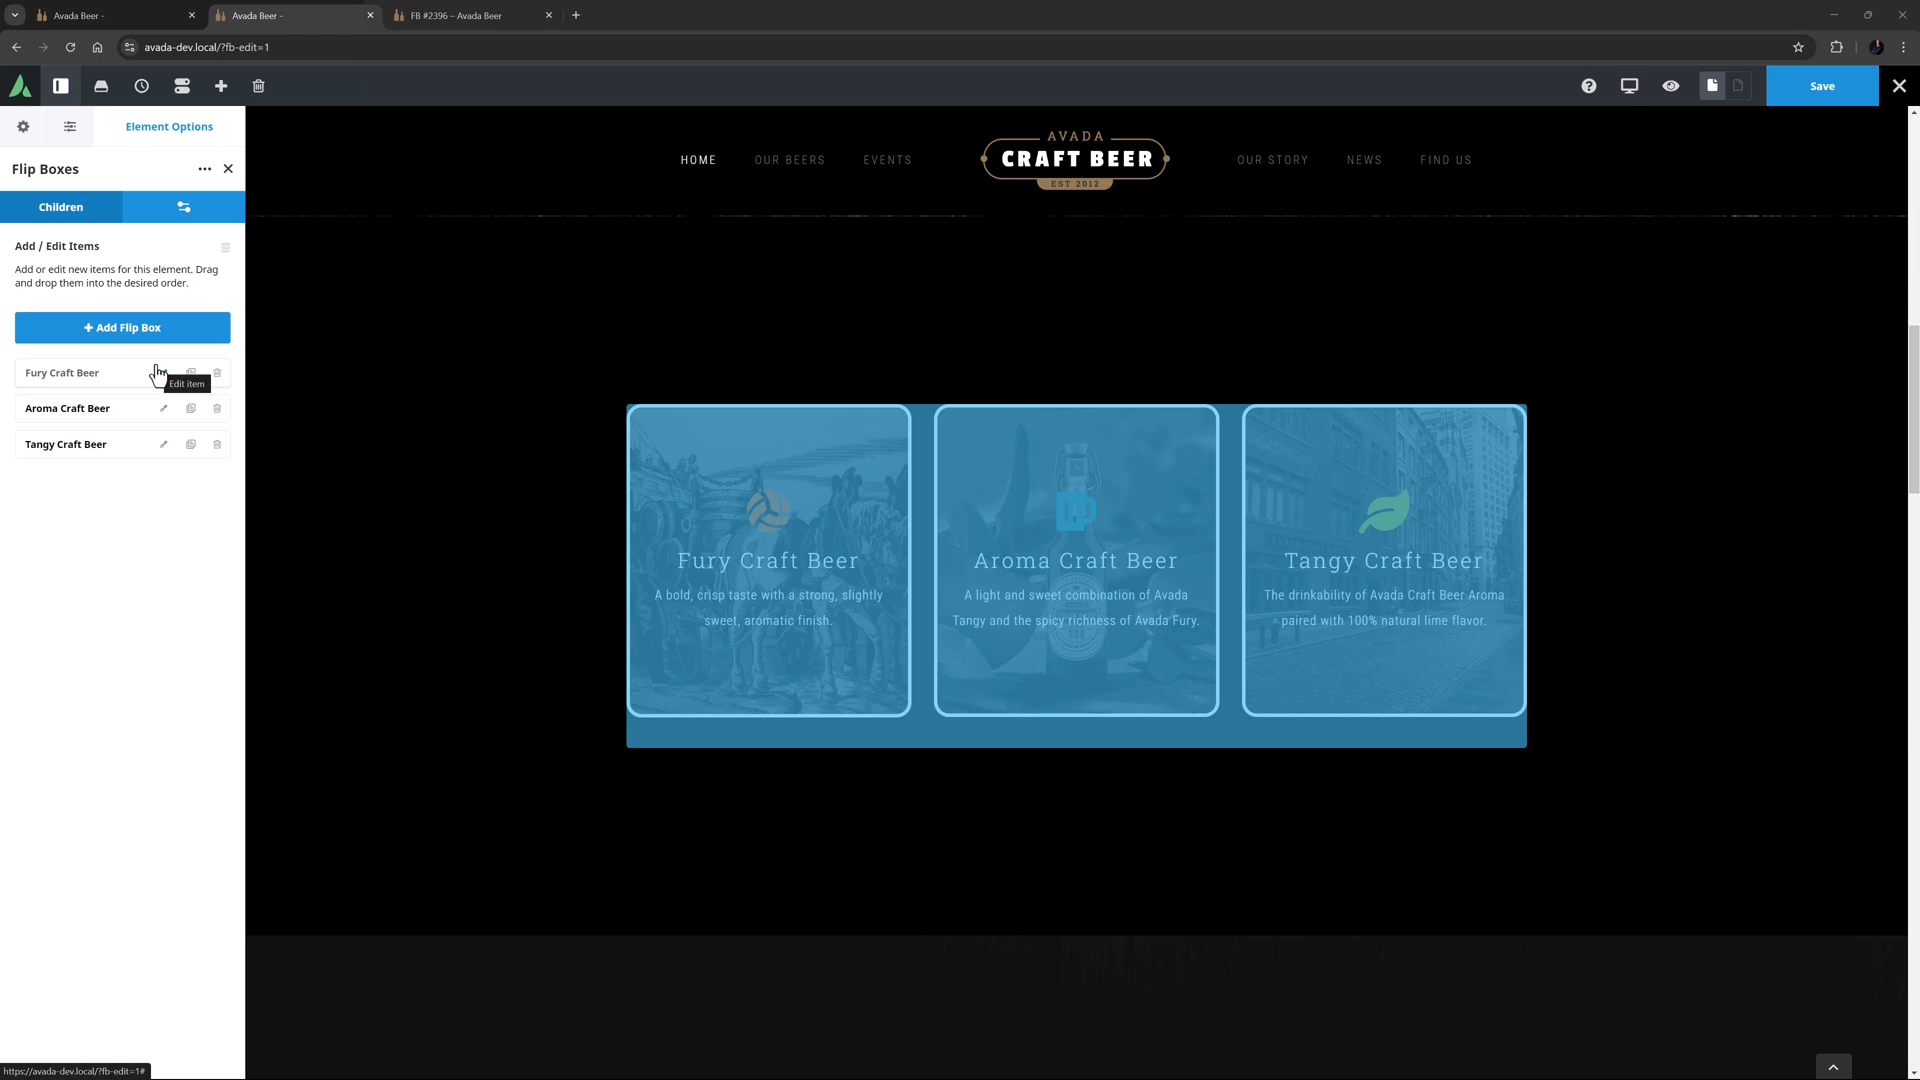 Avada Beer -
Avada Beer -
FB #2396 – Avada Beer
avada-dev.local/?fb-edit=1
Save
Element Options
Flip Boxes
Children
Add / Edit Items
Add or edit new items for this element. Drag
and drop them into the desired order.
+ Add Flip Box
Fury Craft Beer
Edit item
Aroma Craft Beer
Tangy Craft Beer
HOME
OUR BEERS
EVENTS
AVADA
CRAFT BEER
EST 2012
OUR STORY
NEWS
FIND US
Fury Craft Beer
A bold, crisp taste with a strong, slightly
sweet, aromatic finish.
Aroma Craft Beer
A light and sweet combination of Avada
Tangy and the spicy richness of Avada Fury.
Tangy Craft Beer
The drinkability of Avada Craft Beer Aroma
paired with 100% natural lime flavor.
https://avada-dev.local/?fb-edit=1#